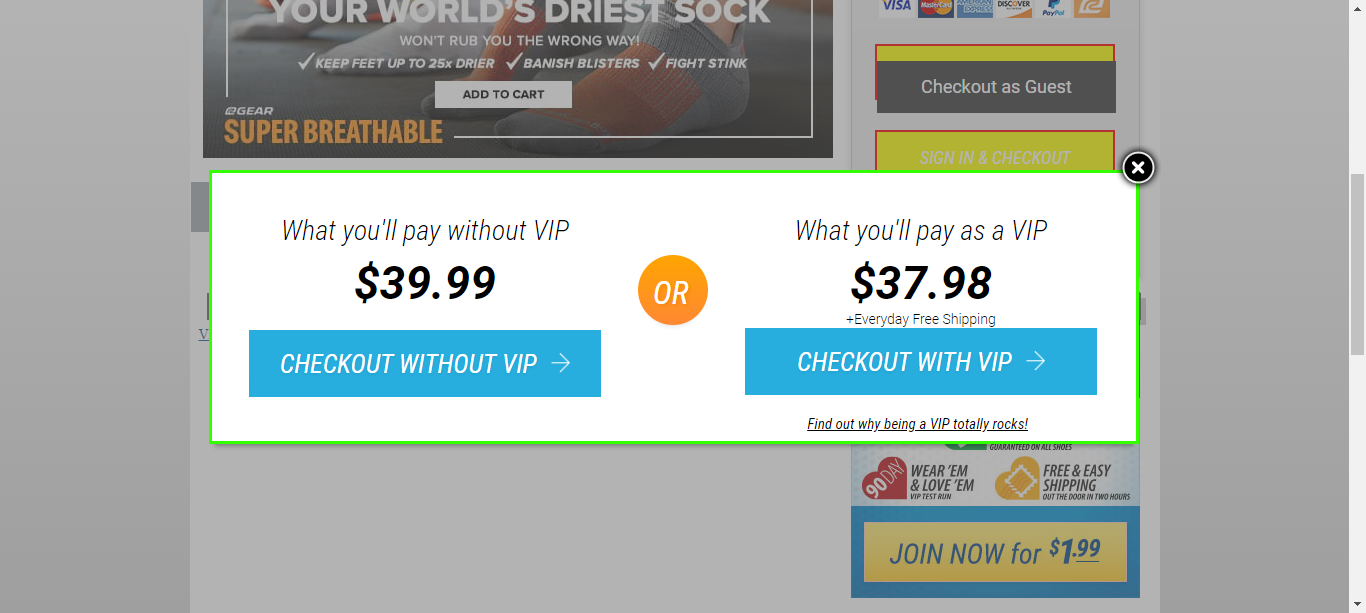 YOUR WORLD'S DRIEST SOCK
WON'T RUB YOU THE WRONG WAY!
KEEP FEET UP TO 25x DRIER BANISH BLISTERS FIGHT STINK
ADD TO CART
eGEAR
SUPER BREATHABLE
VISA MasterCard AMERICAN EXPRESS DISCOVER PayPal
Checkout as Guest
SIGN IN & CHECKOUT
What you'll pay without VIP
$39.99
CHECKOUT WITHOUT VIP
OR
What you'll pay as a VIP
$37.98
+Everyday Free Shipping
CHECKOUT WITH VIP
Find out why being a VIP totally rocks!
V
GUARANTEED ON ALL SHOES
90 DAY
WEAR 'EM
& LOVE 'EM
VIP TEST RUN
FREE & EASY
SHIPPING
OUT THE DOOR IN TWO HOURS
JOIN NOW for $1.99